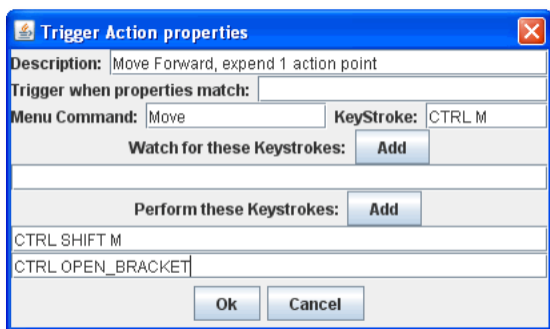 Trigger Action properties
Description: Move Forward, expend 1 action point
Trigger when properties match:
Menu Command: Move KeyStroke: CTRL M
Watch for these Keystrokes: Add
Perform these Keystrokes: Add
CTRL SHIFT M
CTRL OPEN_BRACKET
Ok Cancel